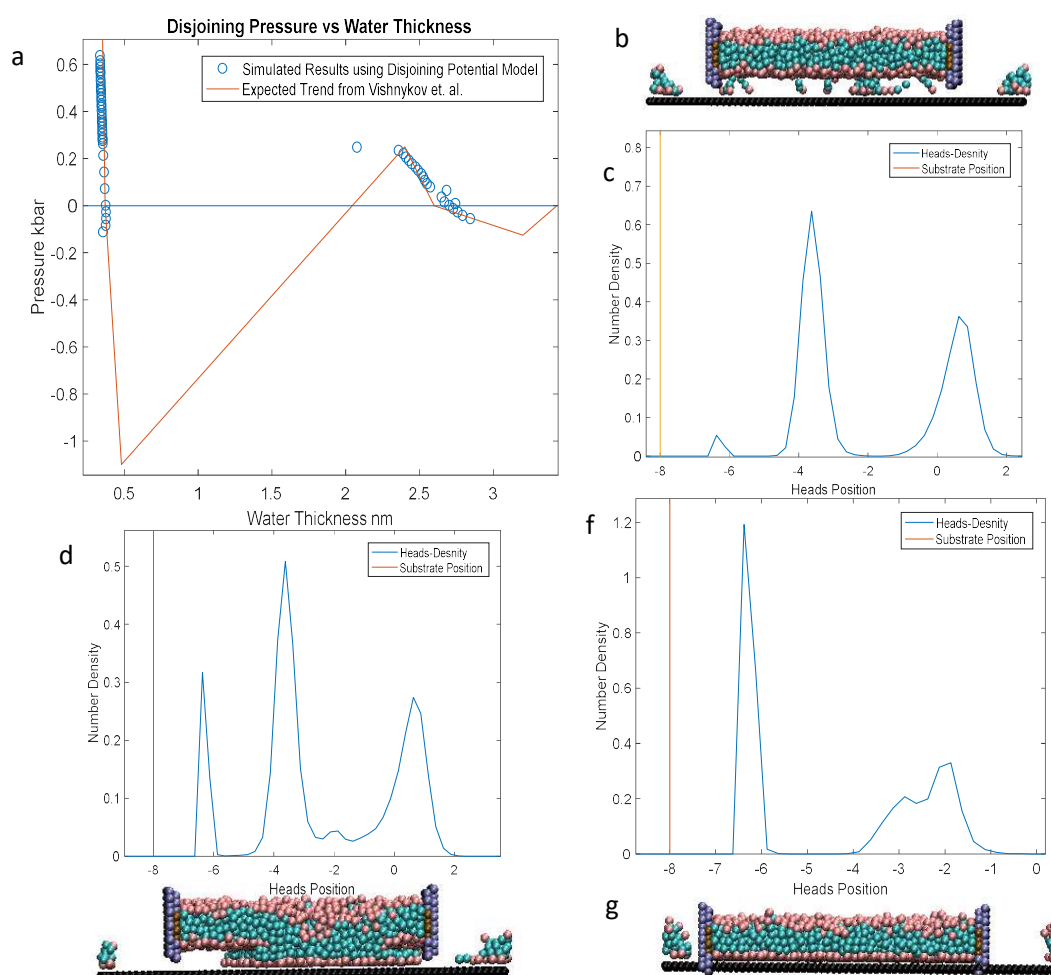 Disjoining Pressure vs Water Thickness
a
0.6
0.4
0.2
0
-0.2
-0.4
-0.6
-0.8
-1
Pressure kbar
Simulated Results using Disjoining Potential Model
Expected Trend from Vishnykov et. al.
0.5
1
1.5
2
2.5
3
Water Thickness nm
b
c
0.8
0.7
0.6
0.5
0.4
0.3
0.2
0.1
0
Number Density
Heads-Desnity
Substrate Position
-8
-6
-4
-2
0
2
Heads Position
d
0.5
0.4
0.3
0.2
0.1
0
Number Density
Heads-Desnity
Substrate Position
-8
-6
-4
-2
0
2
Heads Position
f
1.2
1
0.8
0.6
0.4
0.2
0
Number Density
Heads-Desnity
Substrate Position
-8
-7
-6
-5
-4
-3
-2
-1
0
Heads Position
g